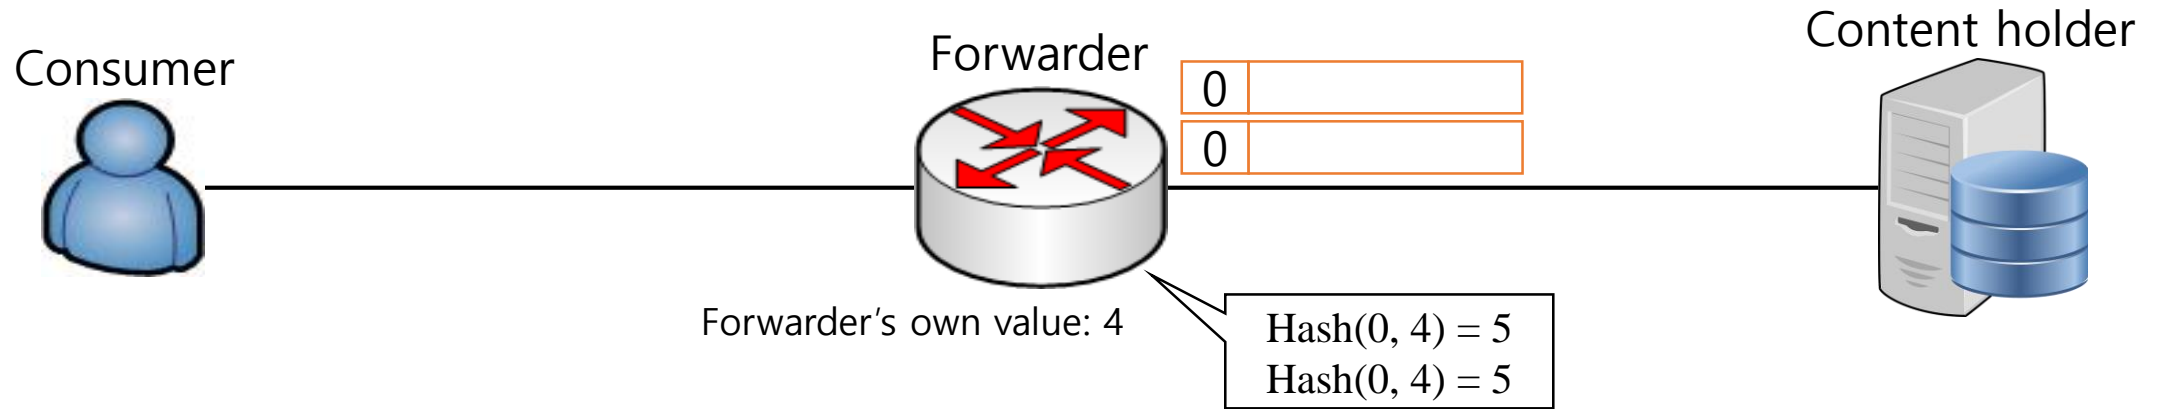 Consumer
Forwarder
Content holder
0
0
Forwarder’s own value: 4
Hash(0, 4) = 5
Hash(0, 4) = 5